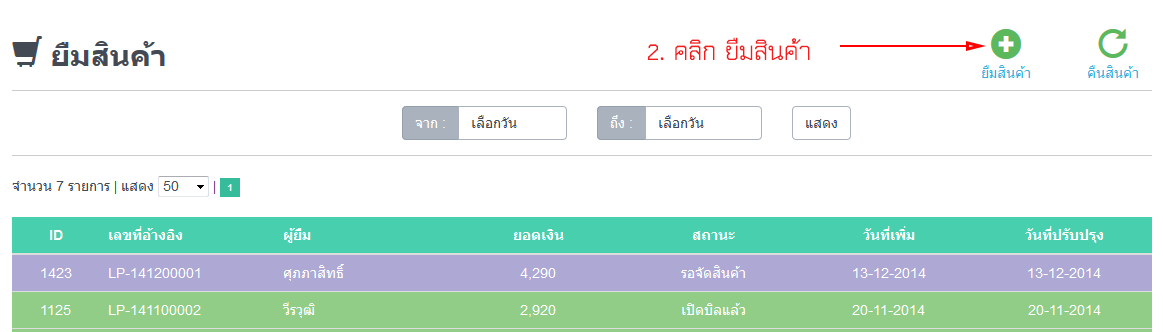 ยืมสินค้า
2. คลิก ยืมสินค้า
ยืมสินค้า คืนสินค้า
จาก : เลือกวัน ถึง : เลือกวัน แสดง
จำนวน 7 รายการ | แสดง 50 | 1
ID เลขที่อ้างอิง ผู้ยืม ยอดเงิน สถานะ วันที่เพิ่ม วันที่ปรับปรุง
1423 LP-141200001 ศุภภาสิทธิ์ 4,290 รอจัดสินค้า 13-12-2014 13-12-2014
1125 LP-141100002 วีรวุฒิ 2,920 เปิดบิลแล้ว 20-11-2014 20-11-2014